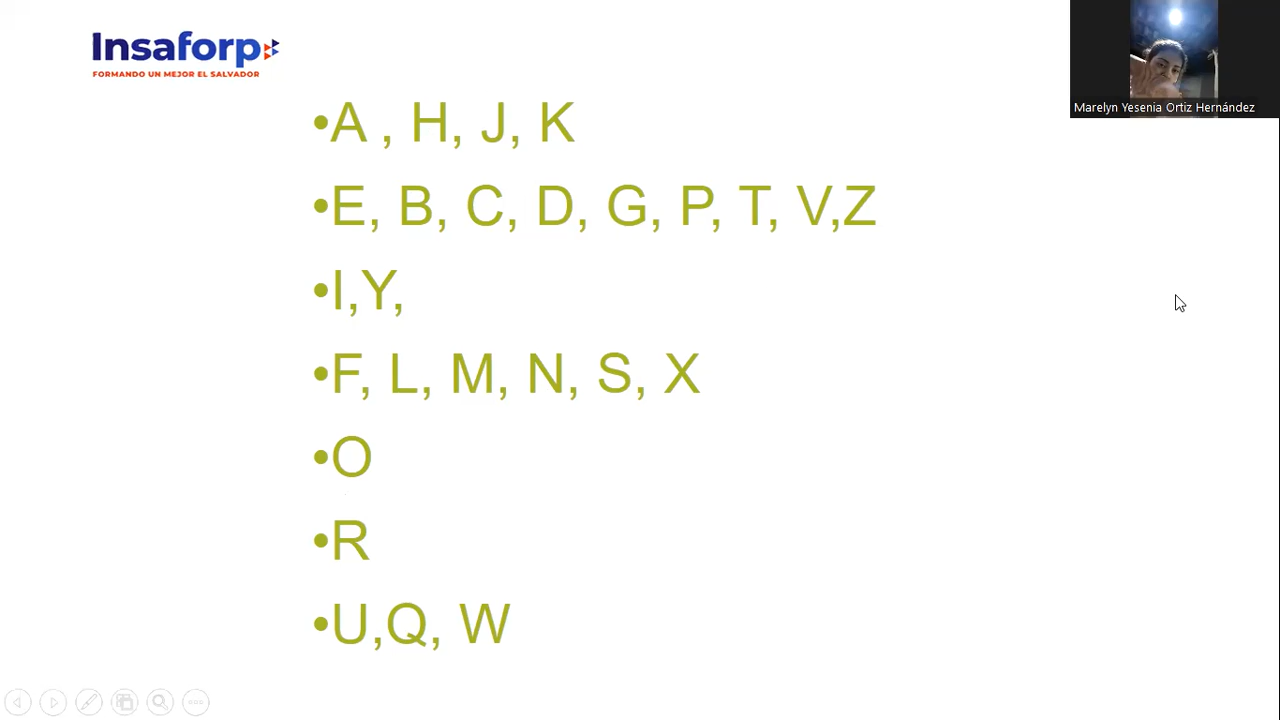 Insaforp
FORMANDO UN MEJOR EL SALVADOR
Marelyn Yesenia Ortiz Hernández
•A , H, J, K
•E, B, C, D, G, P, T, V,Z
•I,Y,
•F, L, M, N, S, X
•O
•R
•U,Q, W